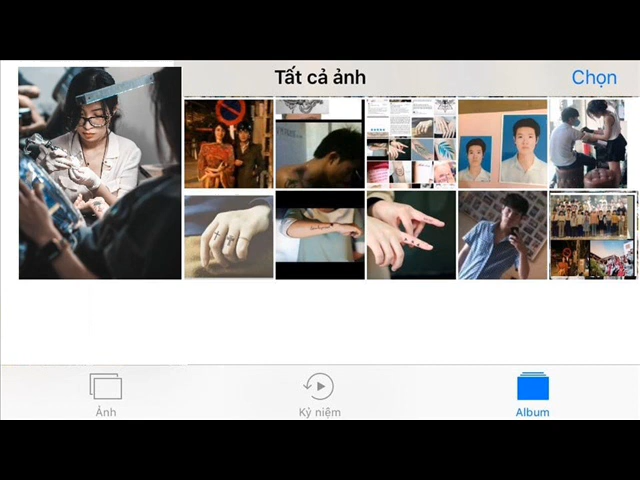 Tất cả ảnh
Chọn
Ảnh
Kỷ niệm
Album